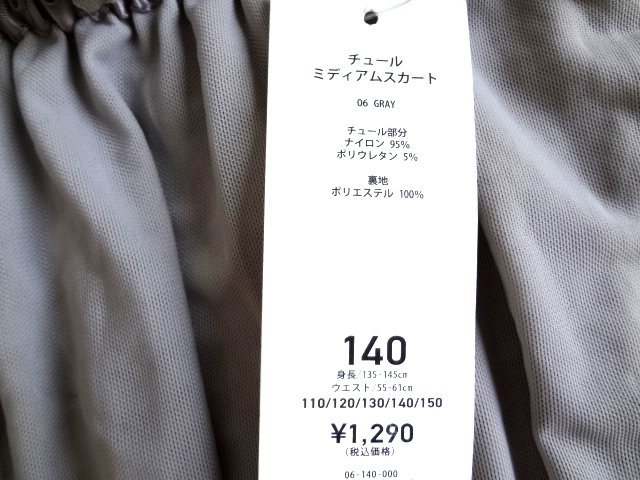 チュール
ミディアムスカート
06 GRAY
チュール部分
ナイロン 95%
ポリウレタン 5%
裏地
ポリエステル 100%
140
身長/135-145cm
ウエスト/55-61cm
110/120/130/140/150
¥1,290
(税込価格)
06-140-000